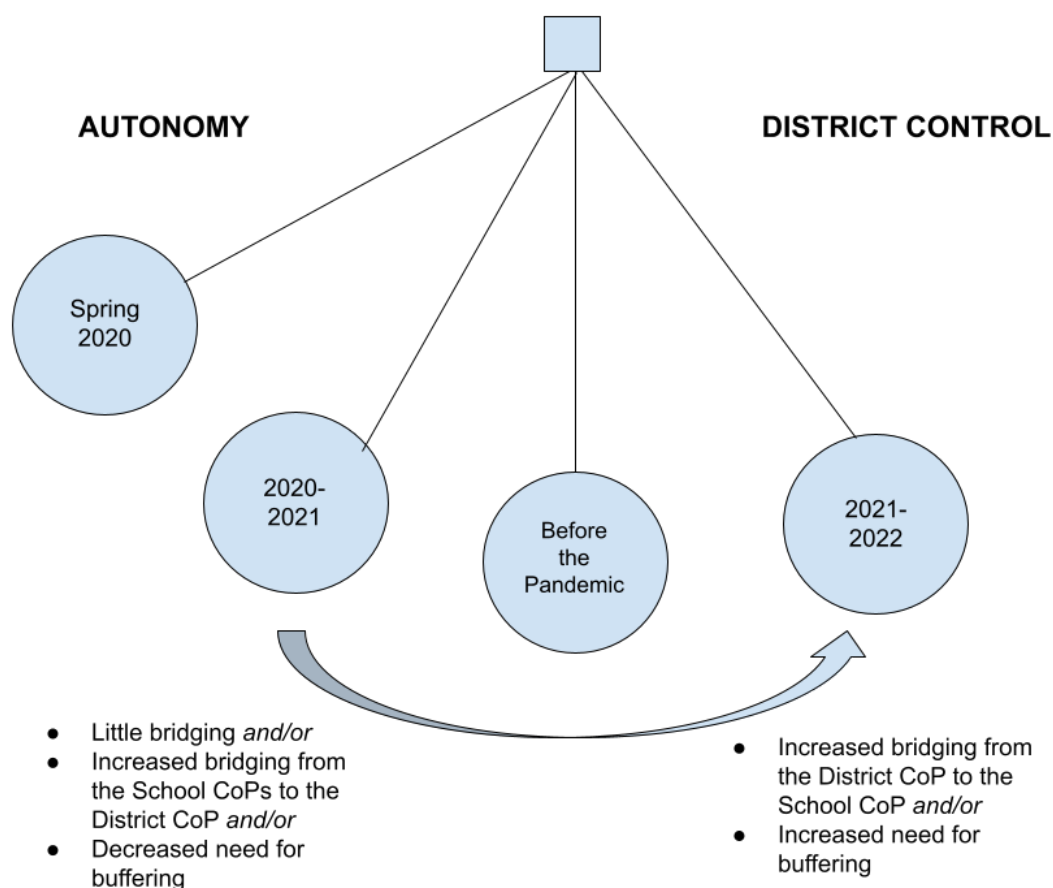 AUTONOMY
DISTRICT CONTROL
Spring
2020
2020-
2021
Before
the
Pandemic
2021-
2022
● Little bridging and/or
● Increased bridging from
the School CoPs to the
District CoP and/or
● Decreased need for
buffering
● Increased bridging from
the District CoP to the
School CoP and/or
● Increased need for
buffering